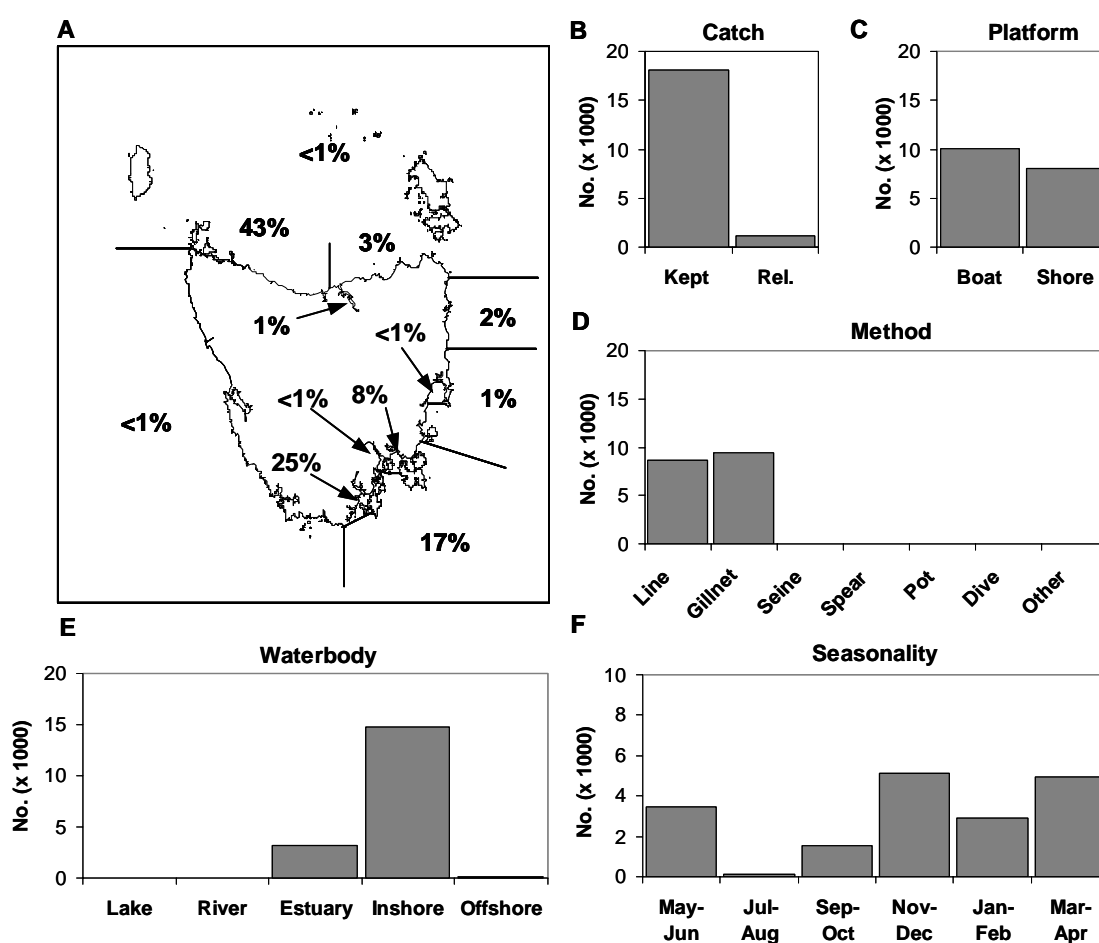 A
<1%
43%
3%
1%
<1%
2%
1%
<1%
8%
<1%
25%
17%
B
Catch
No. (x 1000)
20
15
10
5
0
Kept Rel.
C
Platform
No. (x 1000)
20
15
10
5
0
Boat Shore
D
Method
No. (x 1000)
20
15
10
5
0
Line Gillnet Seine Spear Pot Dive Other
E
Waterbody
No. (x 1000)
20
15
10
5
0
Lake River Estuary Inshore Offshore
F
Seasonality
No. (x 1000)
10
8
6
4
2
0
May- Jul- Sep- Nov- Jan- Mar-
Jun Aug Oct Dec Feb Apr